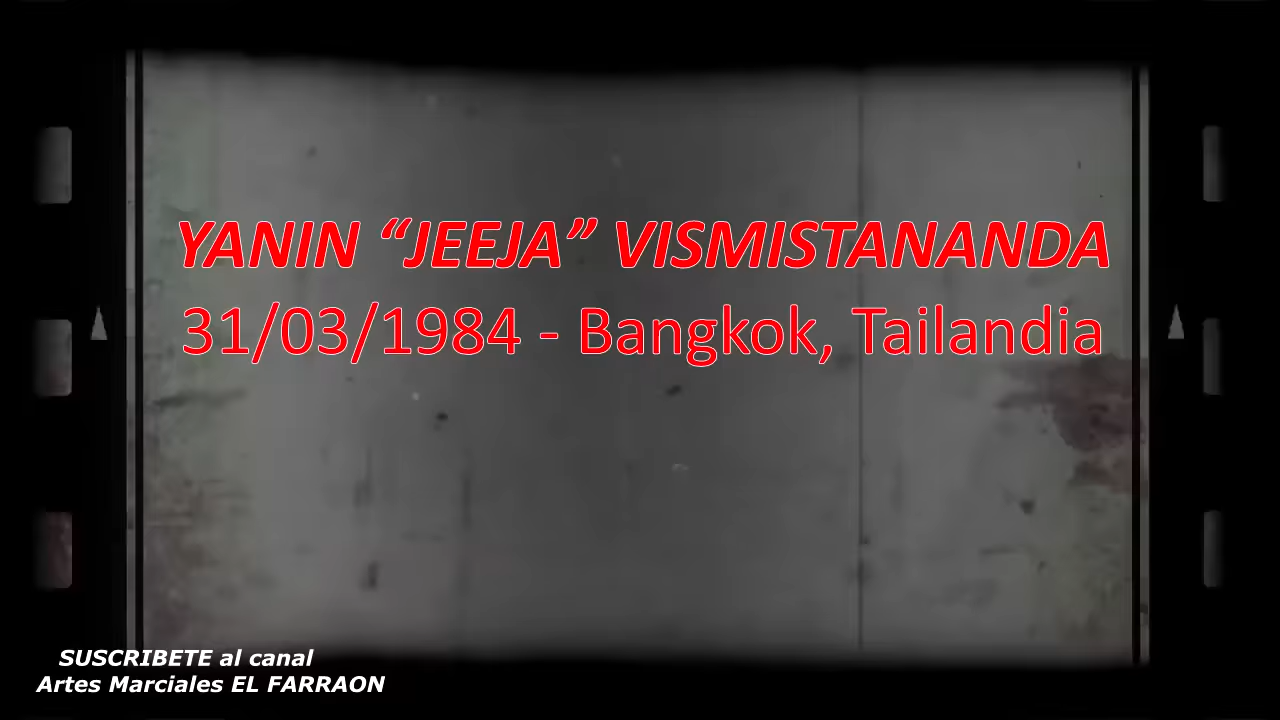 YANIN “JEEJA” VISMISTANANDA
31/03/1984 - Bangkok, Tailandia
SUSCRIBETE al canal
Artes Marciales EL FARRAON